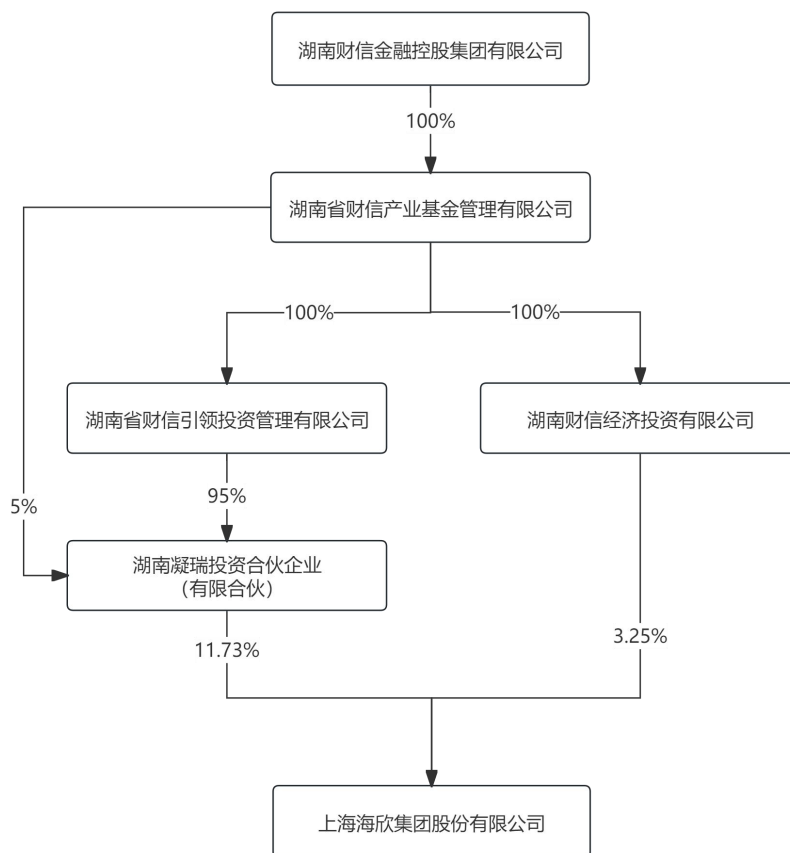 湖南财信金融控股集团有限公司
100%
湖南省财信产业基金管理有限公司
100%
100%
湖南省财信引领投资管理有限公司
湖南财信经济投资有限公司
95%
5%
湖南凝瑞投资合伙企业
（有限合伙）
3.25%
11.73%
上海海欣集团股份有限公司